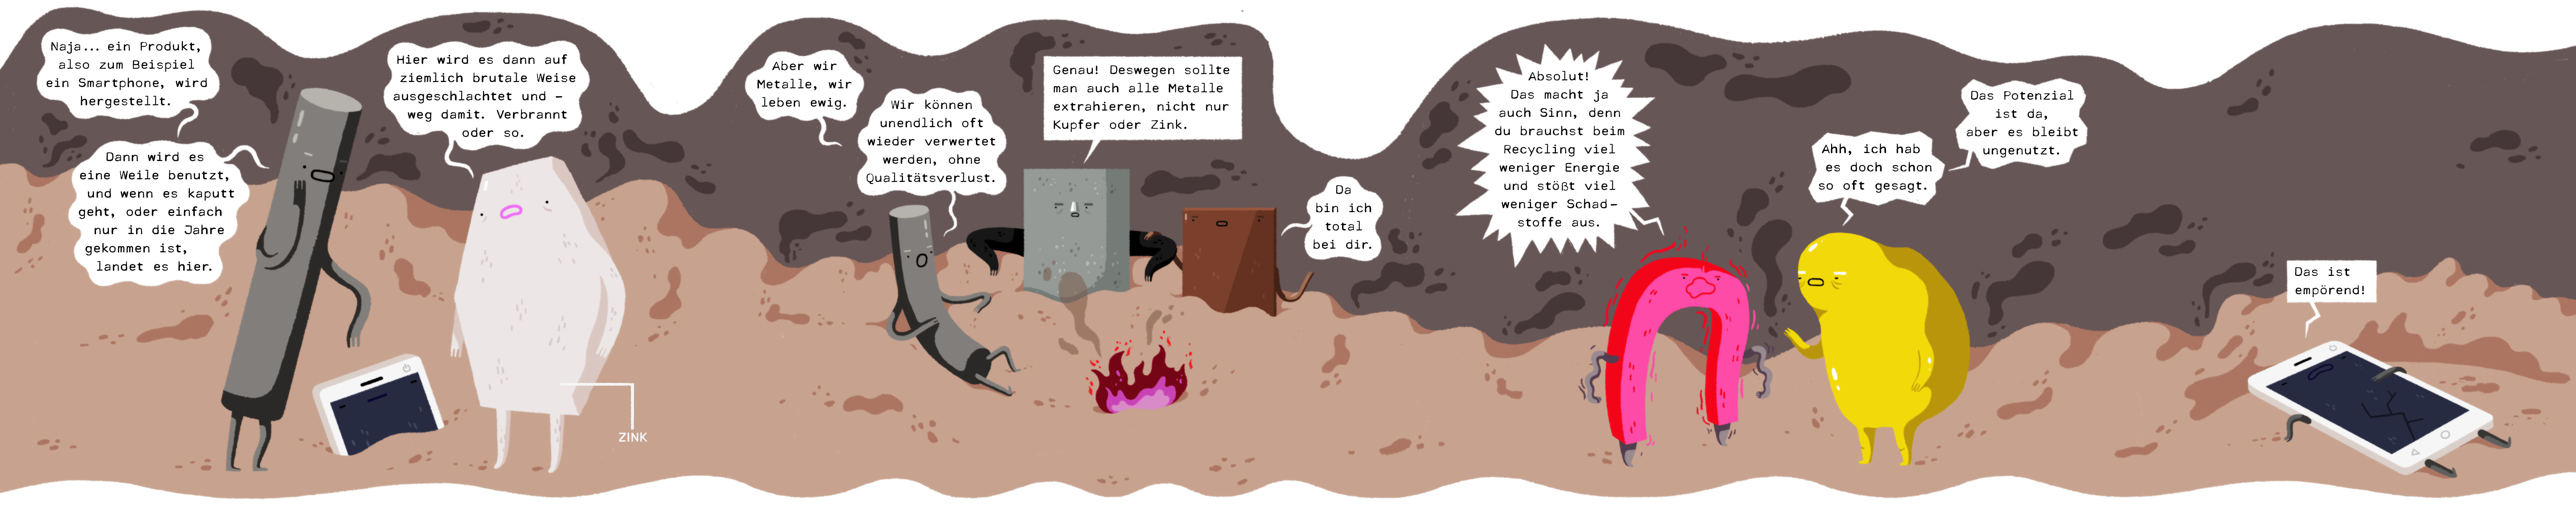 Naja... ein Produkt,
also zum Beispiel
ein Smartphone, wird
hergestellt.
Dann wird es
eine Weile benutzt,
und wenn es kaputt
geht, oder einfach
nur in die Jahre
gekommen ist,
landet es hier.
Hier wird es dann auf
ziemlich brutale Weise
ausgeschlachtet und –
weg damit. Verbrannt
oder so.
ZINK
Aber wir
Metalle, wir
leben ewig.
Wir können
unendlich oft
wieder verwertet
werden, ohne
Qualitätsverlust.
Genau! Deswegen sollte
man auch alle Metalle
extrahieren, nicht nur
Kupfer oder Zink.
Da
bin ich
total
bei dir.
Absolut!
Das macht ja
auch Sinn, denn
du brauchst beim
Recycling viel
weniger Energie
und stößt viel
weniger Schad-
stoffe aus.
Ahh, ich hab
es doch schon
so oft gesagt.
Das Potenzial
ist da,
aber es bleibt
ungenutzt.
Das ist
empörend!